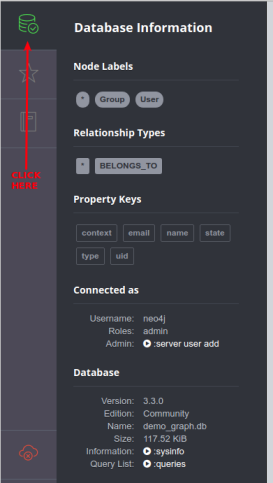 Database Information
Node Labels
* Group User
Relationship Types
* BELONGS_TO
CLICK
HERE
Property Keys
context email name state
type uid
Connected as
Username: neo4j
Roles: admin
Admin: :server user add
Database
Version: 3.3.0
Edition: Community
Name: demo_graph.db
Size: 117.52 KiB
Information: :sysinfo
Query List: :queries